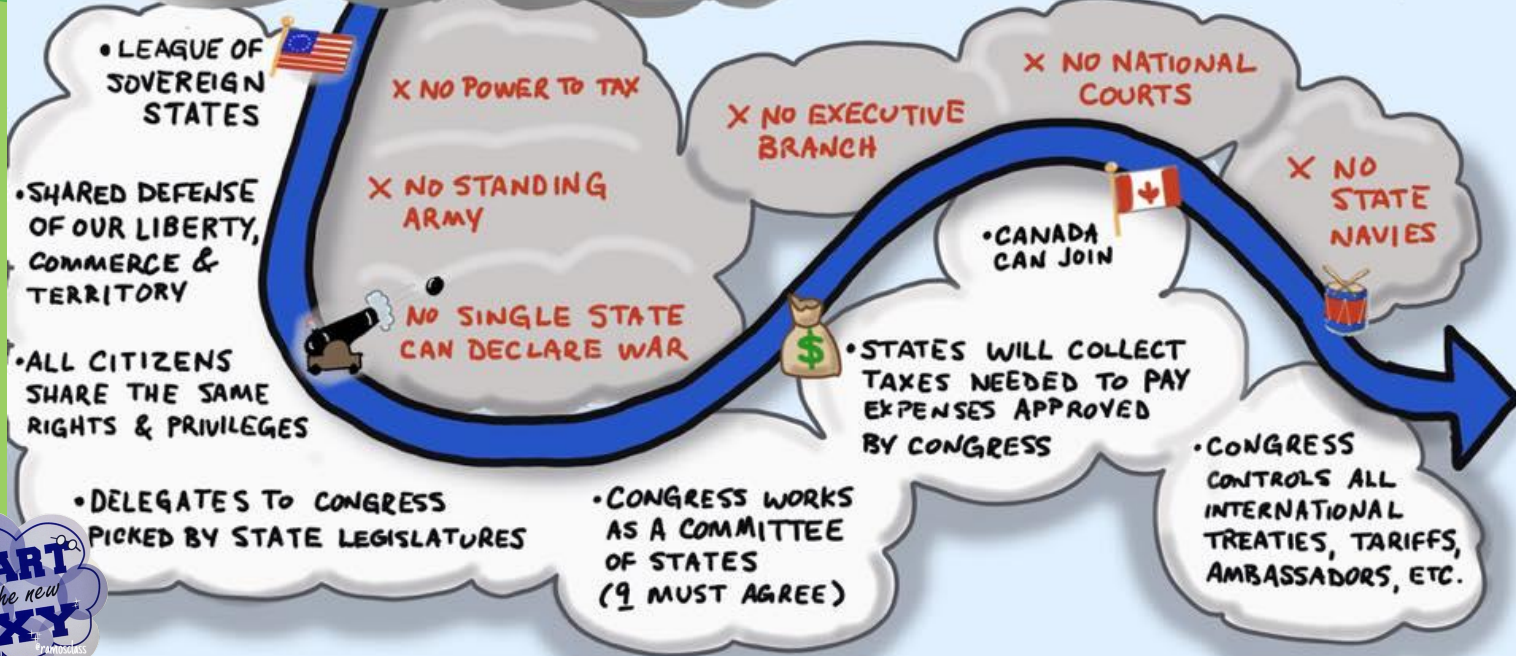 • LEAGUE OF
SOVEREIGN
STATES
• SHARED DEFENSE
OF OUR LIBERTY,
COMMERCE &
TERRITORY
• ALL CITIZENS
SHARE THE SAME
RIGHTS & PRIVILEGES
• DELEGATES TO CONGRESS
PICKED BY STATE LEGISLATURES
X NO POWER TO TAX
X NO STANDING
ARMY
NO SINGLE STATE
CAN DECLARE WAR
X NO EXECUTIVE
BRANCH
X NO NATIONAL
COURTS
X NO
STATE
NAVIES
• CANADA
CAN JOIN
• STATES WILL COLLECT
TAXES NEEDED TO PAY
EXPENSES APPROVED
BY CONGRESS
• CONGRESS WORKS
AS A COMMITTEE
OF STATES
(9 MUST AGREE)
• CONGRESS
CONTROLS ALL
INTERNATIONAL
TREATIES, TARIFFS,
AMBASSADORS, ETC.
$
ART
he new
XY
@ramosclass